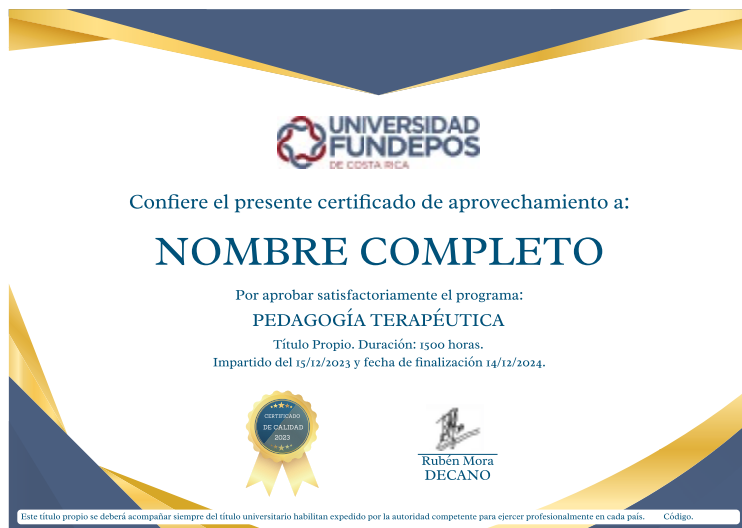 UNIVERSIDAD
FUNDEPOS
DE COSTA RICA
Confiere el presente certificado de aprovechamiento a:
NOMBRE COMPLETO
Por aprobar satisfactoriamente el programa:
PEDAGOGÍA TERAPÉUTICA
Título Propio. Duración: 1500 horas.
Impartido del 15/12/2023 y fecha de finalización 14/12/2024.
CERTIFICADO
DE CALIDAD
2023
Rubén Mora
DECANO
Este título propio se deberá acompañar siempre del título universitario habilitan expedido por la autoridad competente para ejercer profesionalmente en cada país. Código.